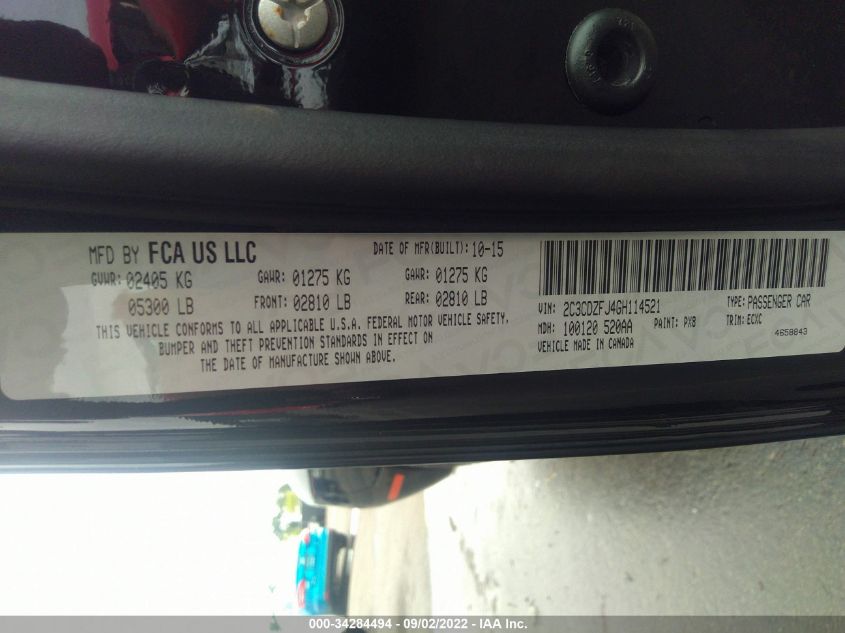 MFD BY FCA US LLC
DATE OF MFR(BUILT): 10-15
GVWR: 02405 KG GAWR: 01275 KG GAWR: 01275 KG
05300 LB FRONT: 02810 LB REAR: 02810 LB
THIS VEHICLE CONFORMS TO ALL APPLICABLE U.S.A. FEDERAL MOTOR VEHICLE SAFETY,
BUMPER AND THEFT PREVENTION STANDARDS IN EFFECT ON
THE DATE OF MANUFACTURE SHOWN ABOVE.
VIN: 2C3CDZFJ4GH114521 TYPE: PASSENGER CAR
MDH: 100120 520AA PAINT: PX8 TRIM: ECXC
VEHICLE MADE IN CANADA 4658843
000-34284494 - 09/02/2022 - IAA Inc.